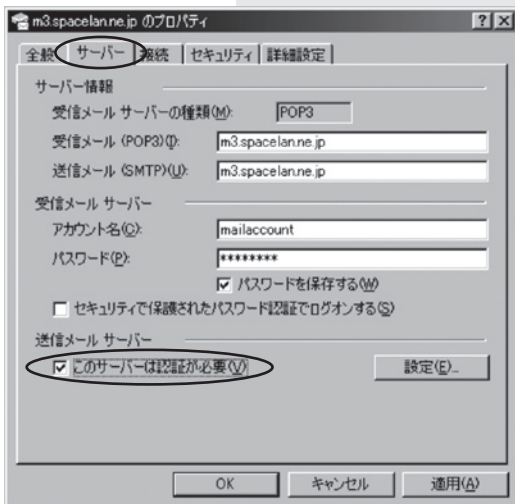 m3.spacelan.ne.jp のプロパティ
全般 サーバー 接続 セキュリティ 詳細設定
サーバー情報
受信メール サーバーの種類(M): POP3
受信メール (POP3)(I): m3.spacelan.ne.jp
送信メール (SMTP)(U): m3.spacelan.ne.jp
受信メール サーバー
アカウント名(C): mailaccount
パスワード(P): ********
パスワードを保存する(W)
セキュリティで保護されたパスワード認証でログオンする(S)
送信メール サーバー
このサーバーは認証が必要(V) 設定(E)...
OK キャンセル 適用(A)